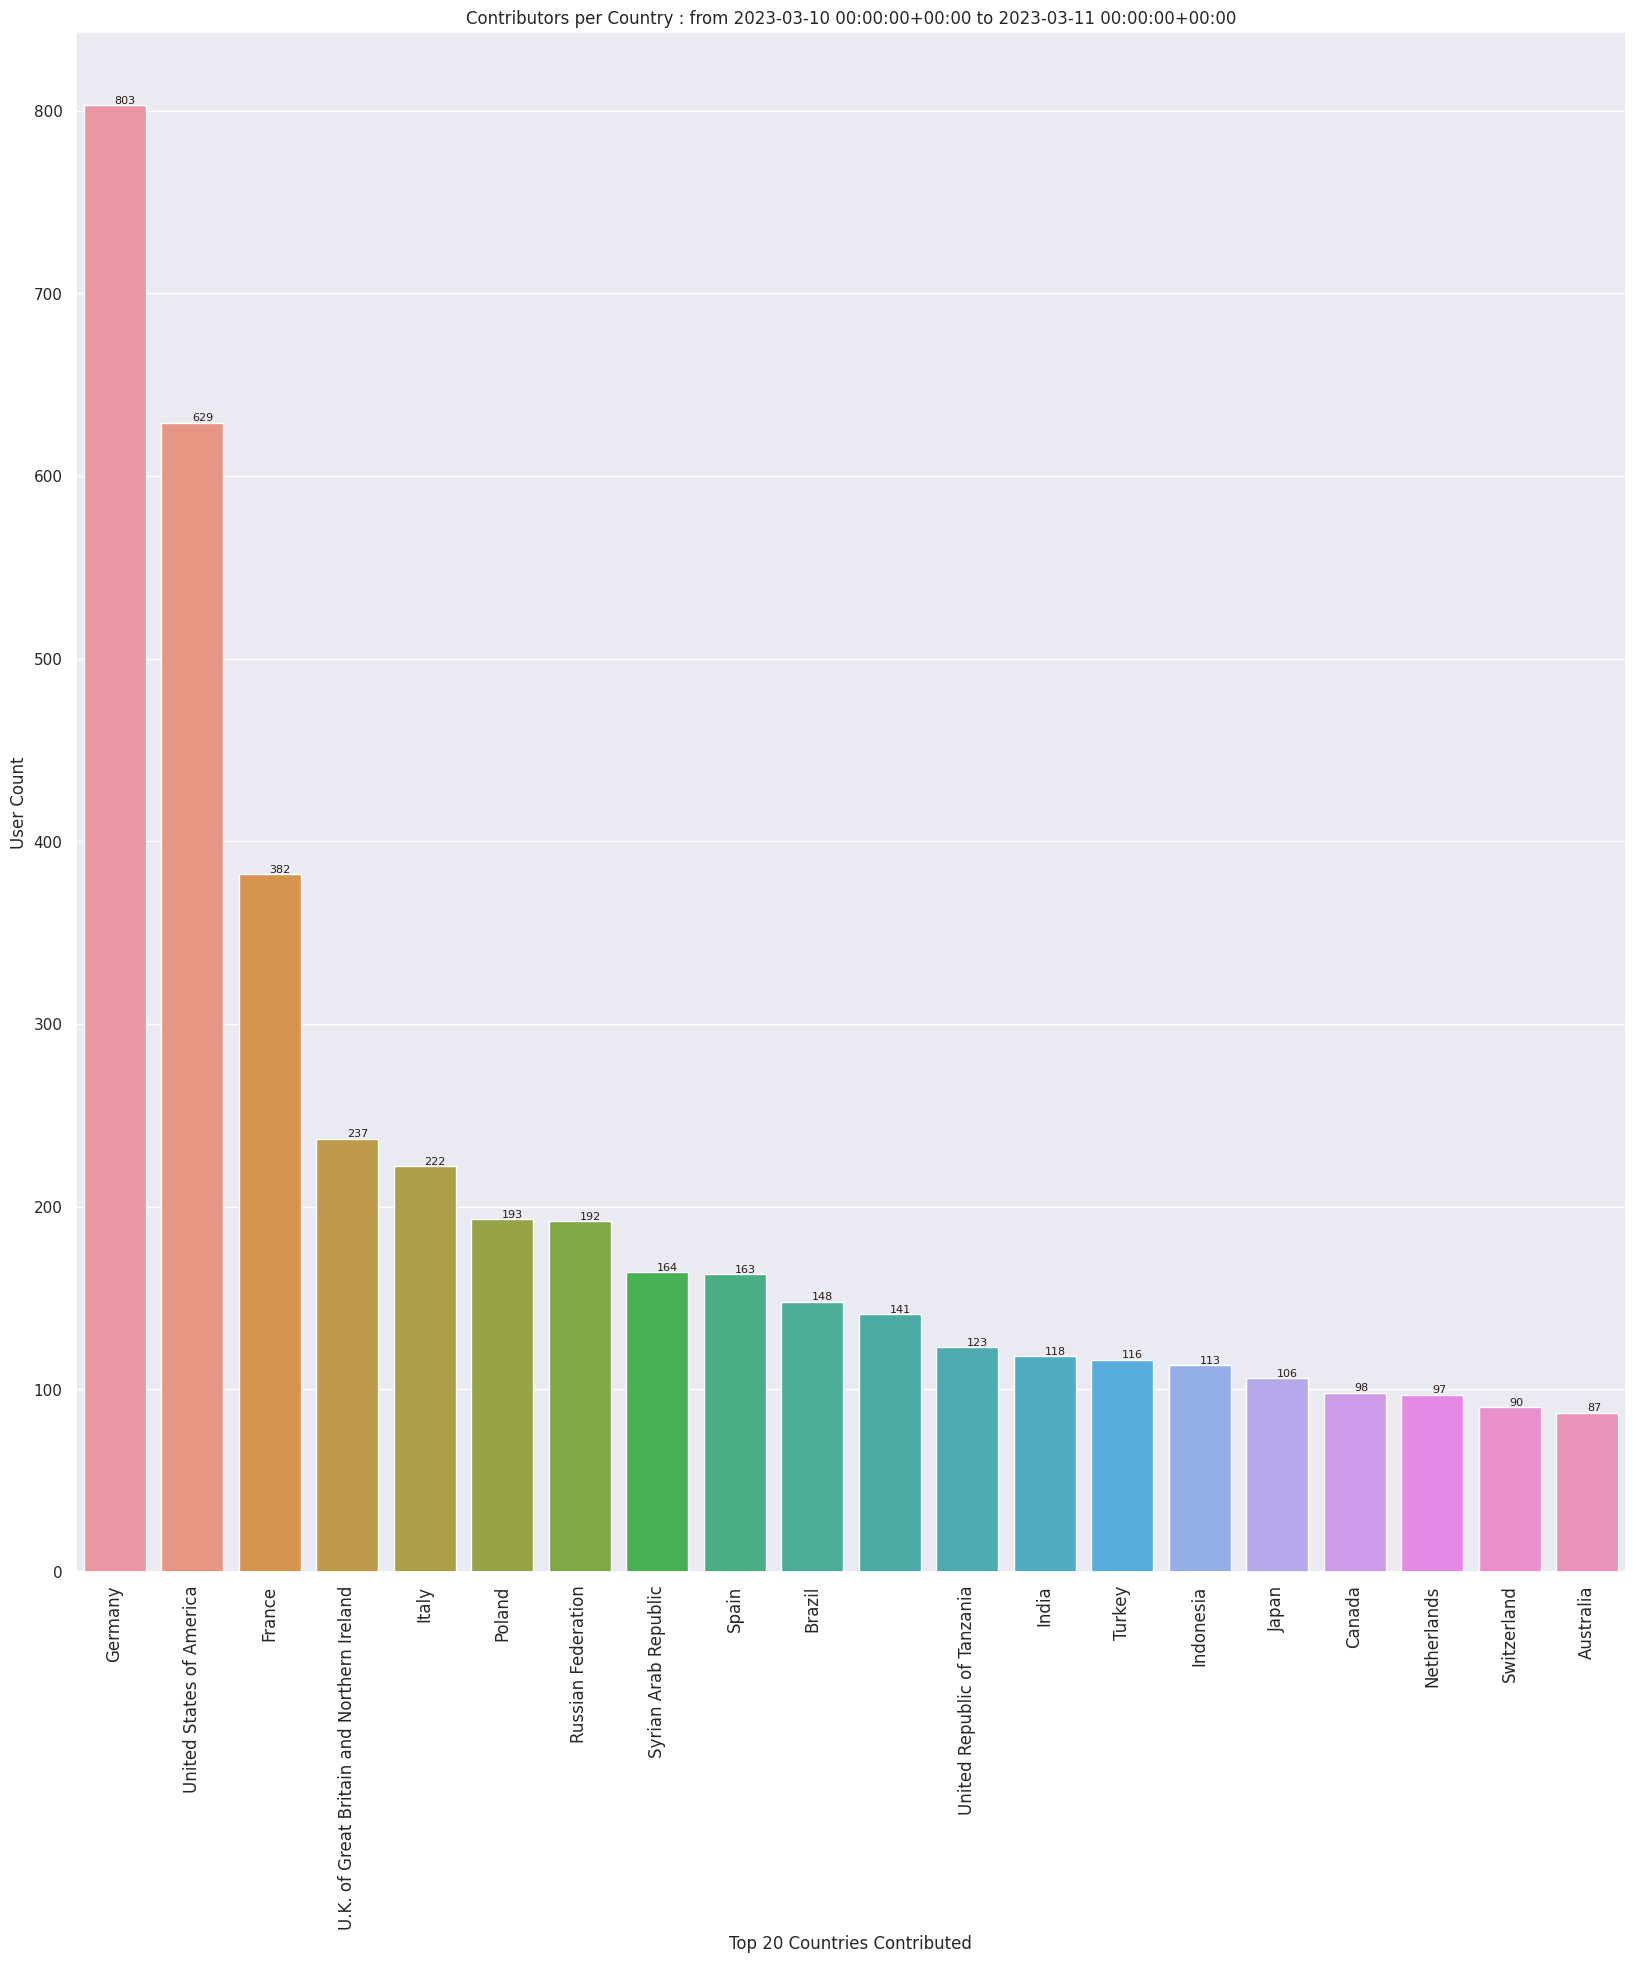 Contributors per Country : from 2023-03-10 00:00:00+00:00 to 2023-03-11 00:00:00+00:00
User Count
800
700
600
500
400
300
200
100
0
803
629
382
237
222
193
192
164
163
148
141
123
118
116
113
106
98
97
90
87
Germany
United States of America
France
U.K. of Great Britain and Northern Ireland
Italy
Poland
Russian Federation
Syrian Arab Republic
Spain
Brazil
United Republic of Tanzania
India
Turkey
Indonesia
Japan
Canada
Netherlands
Switzerland
Australia
Top 20 Countries Contributed